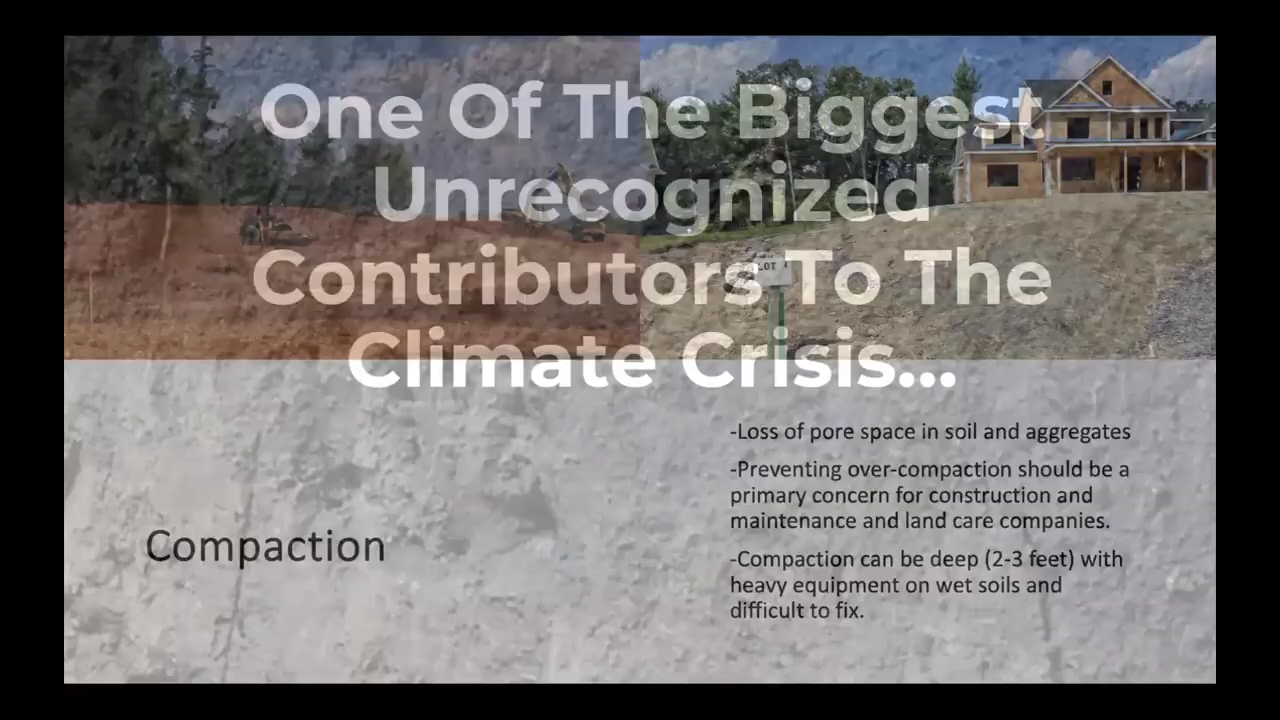 One Of The Biggest
Unrecognized
Contributors To The
Climate Crisis...
LOT
Compaction
-Loss of pore space in soil and aggregates
-Preventing over-compaction should be a
primary concern for construction and
maintenance and land care companies.
-Compaction can be deep (2-3 feet) with
heavy equipment on wet soils and
difficult to fix.